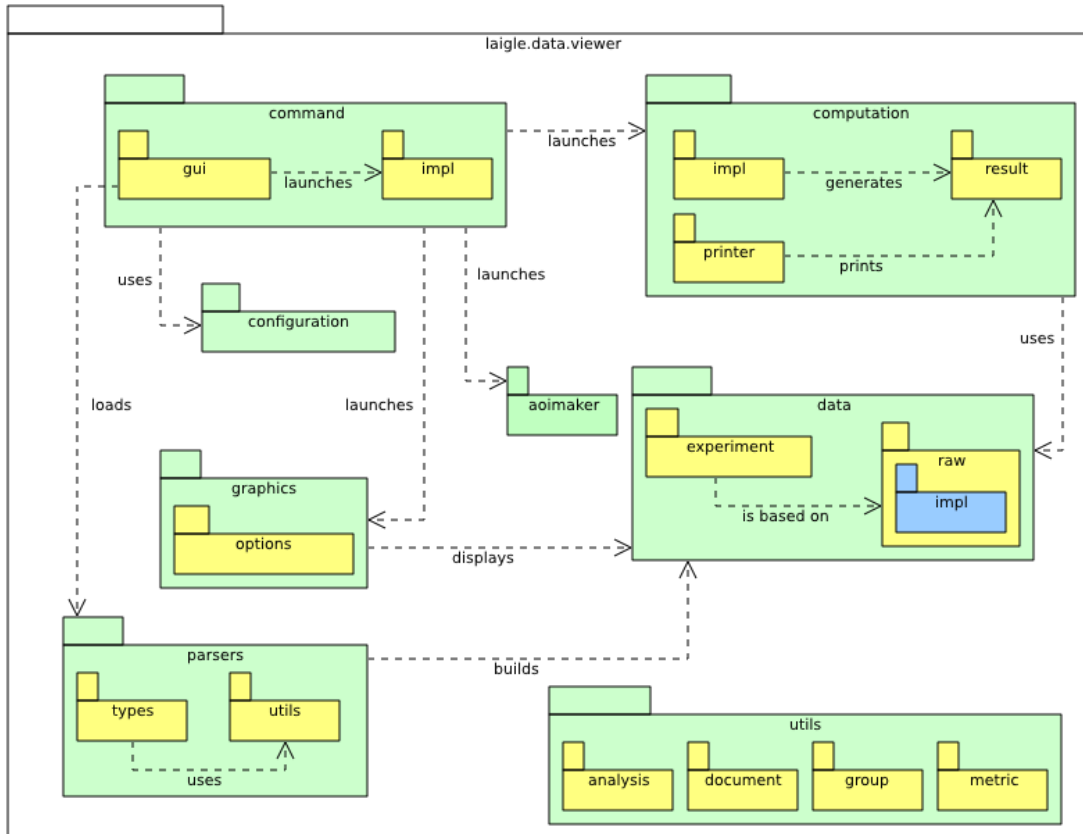 laigle.data.viewer
command
computation
gui
launches
impl
launches
impl
generates
result
printer
prints
uses
launches
configuration
uses
loads
launches
aoimaker
data
experiment
raw
impl
is based on
graphics
options
displays
parsers
builds
types
utils
uses
utils
analysis
document
group
metric